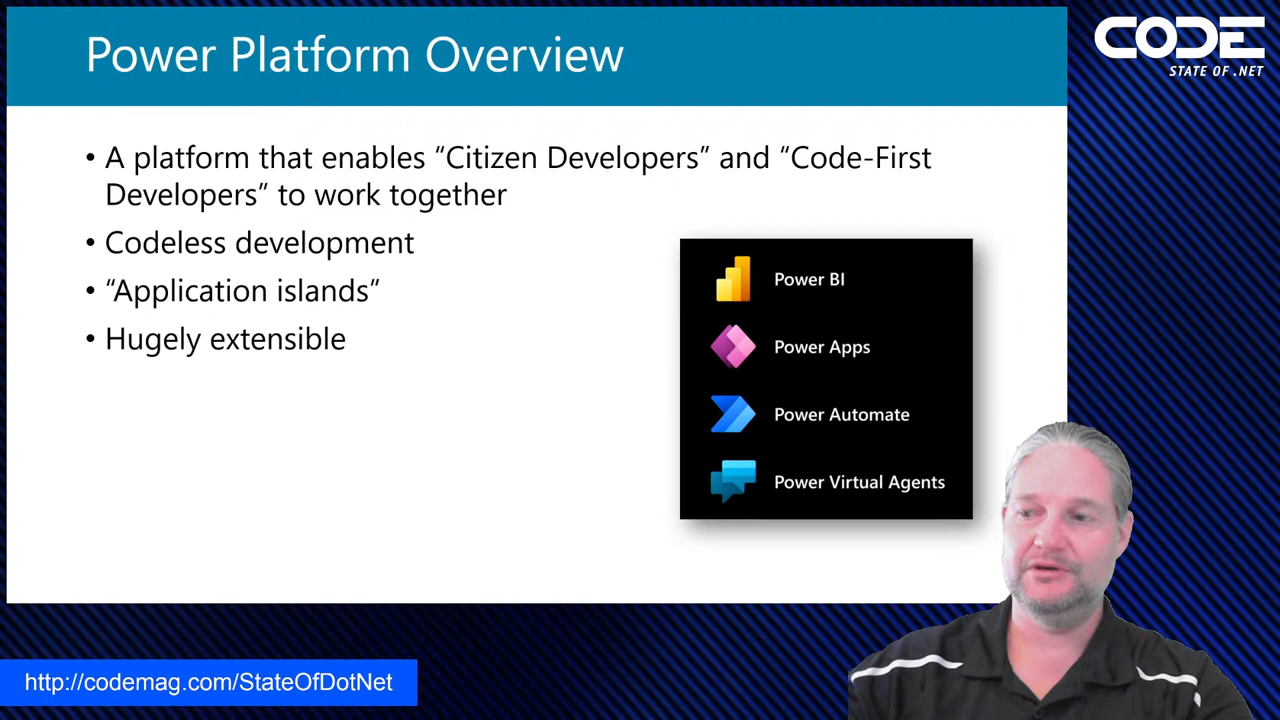 Power Platform Overview
CODE
STATE OF .NET
• A platform that enables “Citizen Developers” and “Code-First
Developers” to work together
• Codeless development
• “Application islands”
• Hugely extensible
Power BI
Power Apps
Power Automate
Power Virtual Agents
http://codemag.com/StateOfDotNet